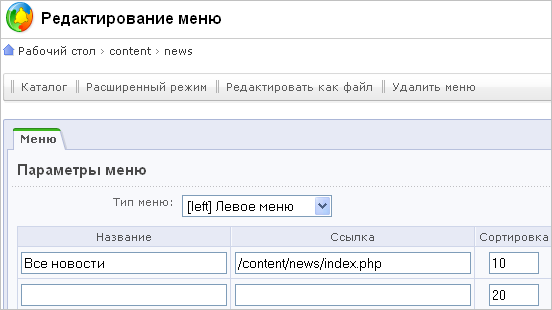 Редактирование меню
Рабочий стол › content › news
Каталог Расширенный режим Редактировать как файл Удалить меню
Меню
Параметры меню
Тип меню: [left] Левое меню
Название Ссылка Сортировка
Все новости /content/news/index.php 10
20